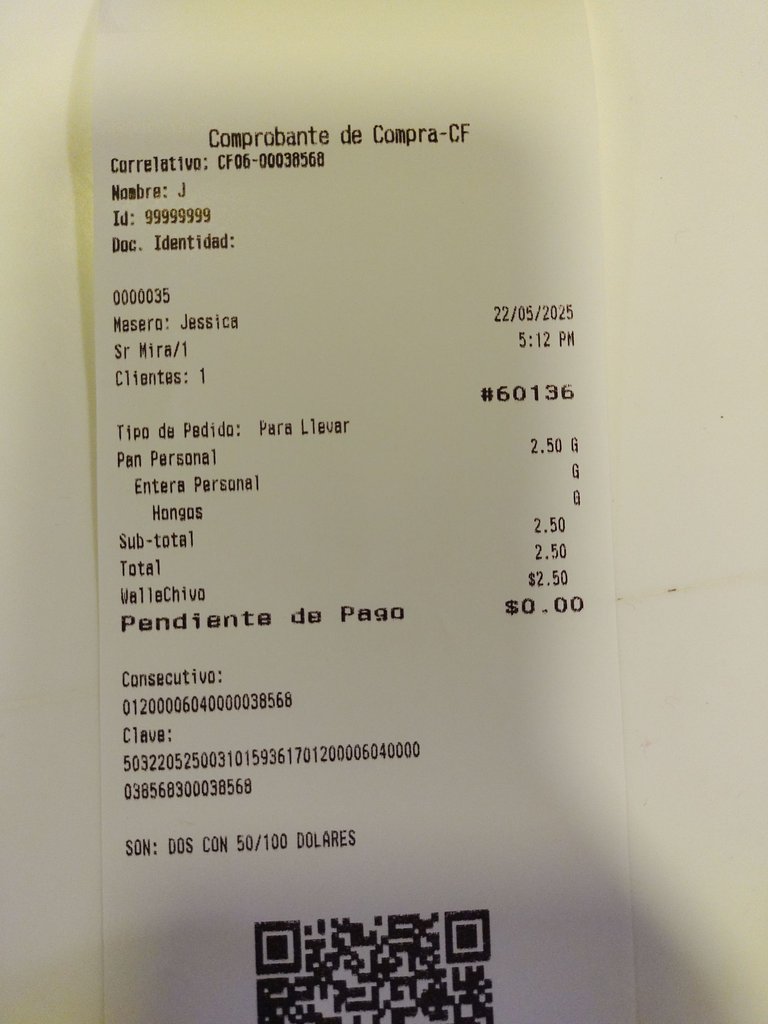 Comprobante de Compra-CF
Correlativo: CF06-00038568
Nombre: J
Id: 99999999
Doc. Identidad:
0000035
Mesero: Jessica 22/05/2025
Sr Mira/1 5:12 PM
Clientes: 1
#60136
Tipo de Pedido: Para Llevar
Pan Personal 2.50 G
Entera Personal G
Hongos G
Sub-total 2.50
Total 2.50
WalleChivo $2.50
Pendiente de Pago $0.00
Consecutivo:
01200006040000038568
Clave:
50322052500310159361701200006040000
038568300038568
SON: DOS CON 50/100 DOLARES